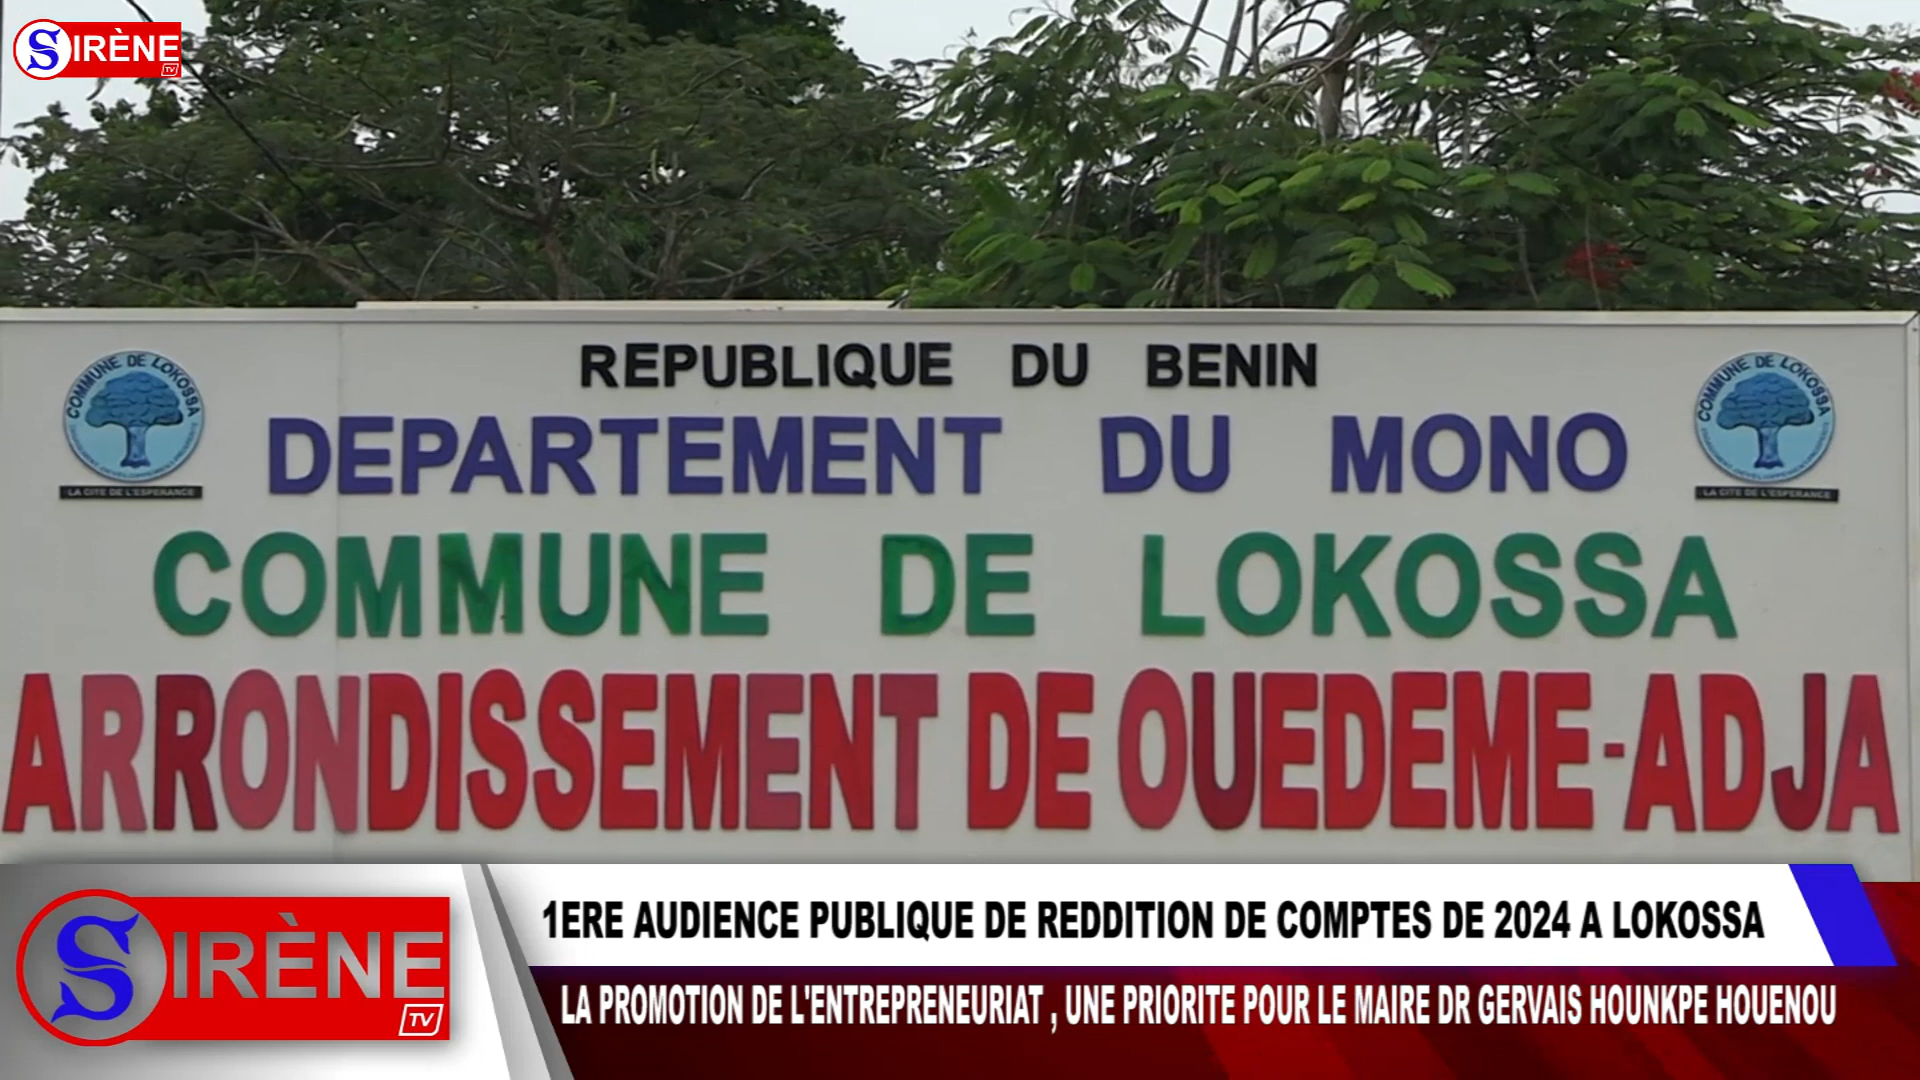 SIRÈNE TV
REPUBLIQUE DU BENIN
COMMUNE DE LOKOSSA
LA CITE DE L'ESPERANCE
COMMUNE DE LOKOSSA
LA CITE DE L'ESPERANCE
DEPARTEMENT DU MONO
COMMUNE DE LOKOSSA
ARRONDISSEMENT DE OUEDEME-ADJA
SIRÈNE TV
1ERE AUDIENCE PUBLIQUE DE REDDITION DE COMPTES DE 2024 A LOKOSSA
LA PROMOTION DE L'ENTREPRENEURIAT , UNE PRIORITE POUR LE MAIRE DR GERVAIS HOUNKPE HOUENOU